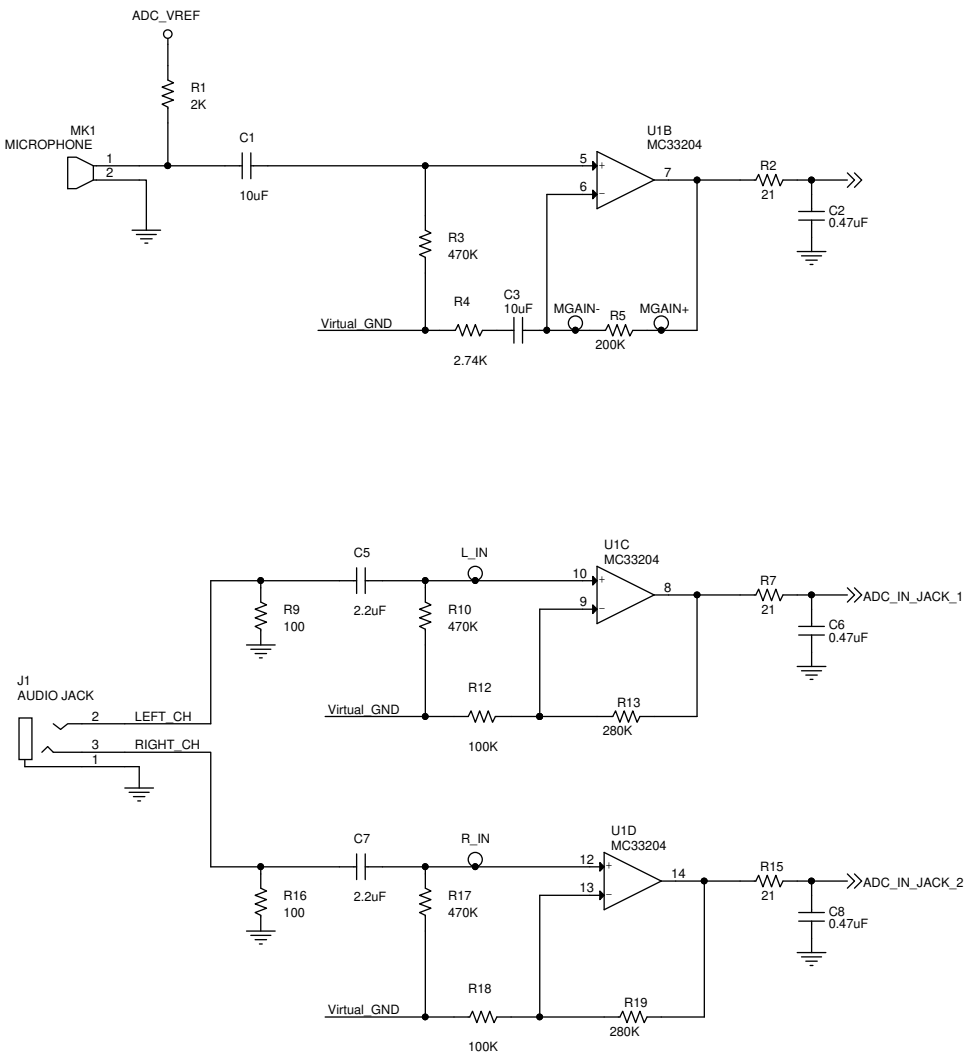 ADC_VREF
R1
2K
MK1
MICROPHONE
1
2
C1
10uF
U1B
MC33204
5
+
6
−
7
R2
21
C2
0.47uF
R3
470K
R4
2.74K
C3
10uF
MGAIN-
R5
200K
MGAIN+
Virtual_GND
U1C
MC33204
C5
2.2uF
L_IN
10
+
9
−
8
R7
21
ADC_IN_JACK_1
C6
0.47uF
R9
100
R10
470K
J1
AUDIO JACK
2
LEFT_CH
3
RIGHT_CH
1
Virtual_GND
R12
100K
R13
280K
U1D
MC33204
C7
2.2uF
R_IN
12
+
13
−
14
R15
21
ADC_IN_JACK_2
C8
0.47uF
R16
100
R17
470K
Virtual_GND
R18
100K
R19
280K